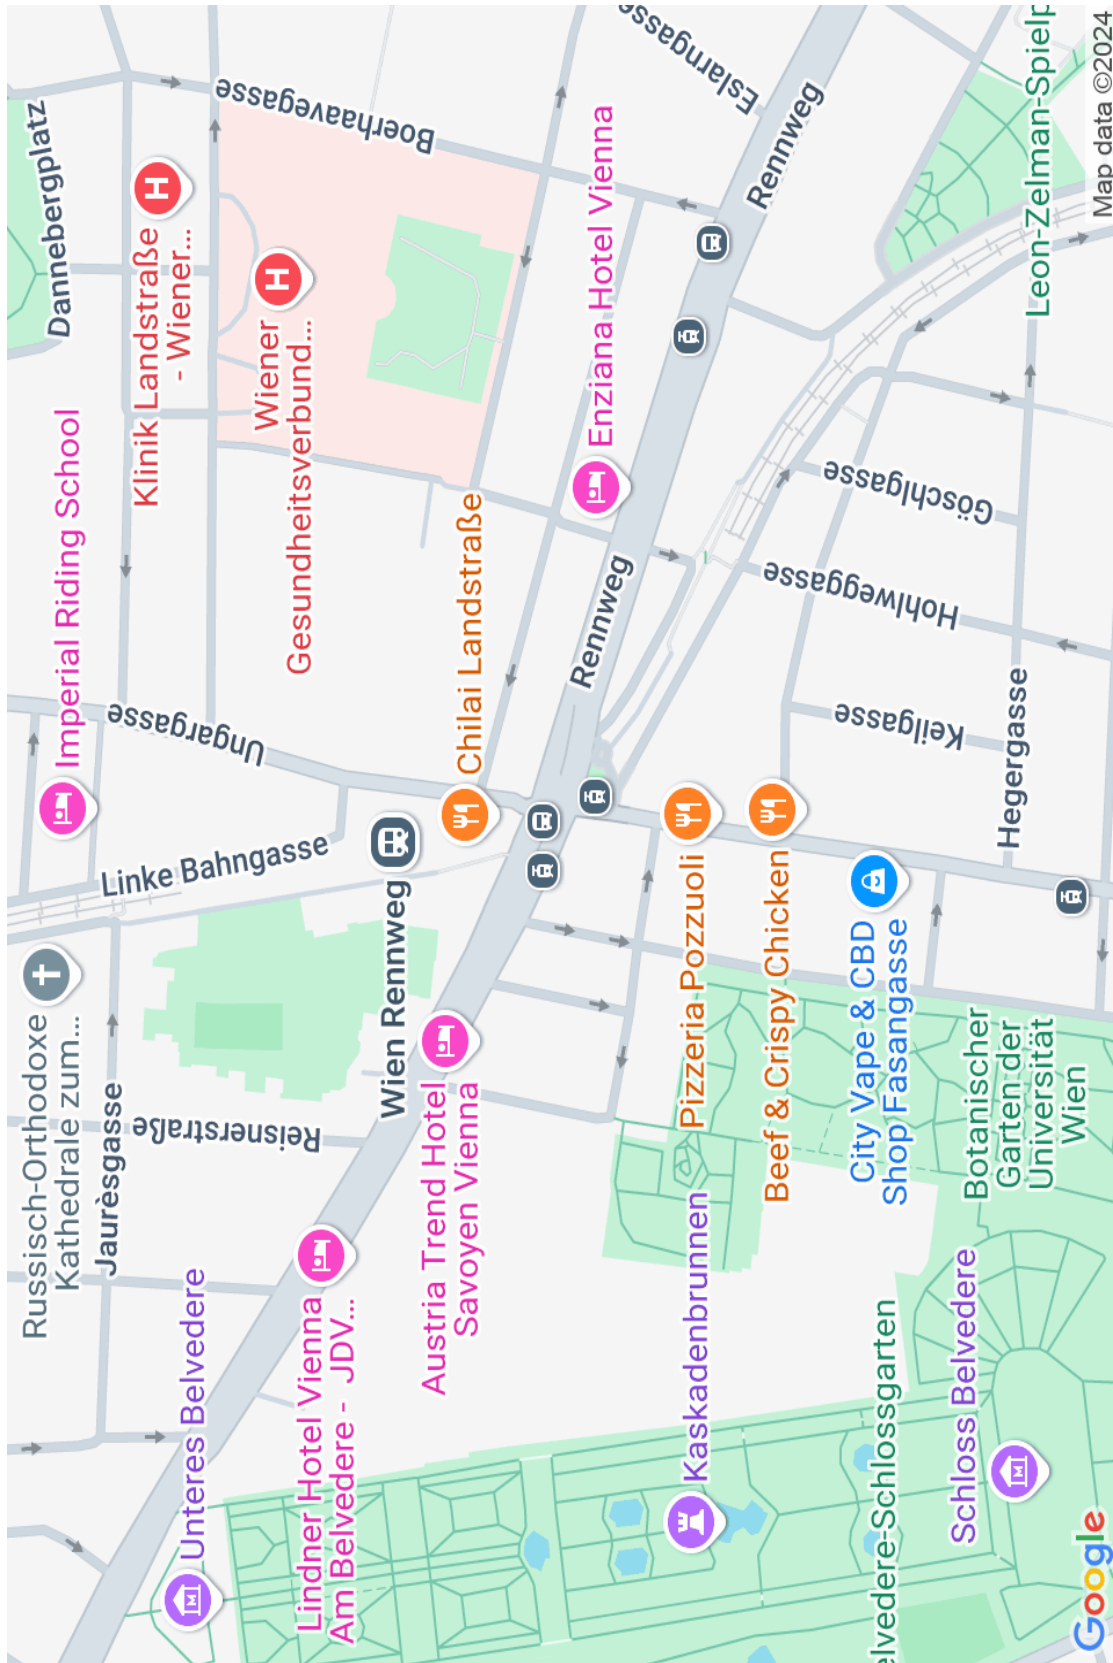 Russisch-Orthodoxe
Kathedrale zum...
Imperial Riding School
Dannebergplatz
Jaurèsgasse
Linke Bahngasse
Ungargasse
Klinik Landstraße
- Wiener...
Reisnerstraße
Boerhaavegasse
Wiener
Gesundheitsverbund...
Unteres Belvedere
Lindner Hotel Vienna
Am Belvedere - JDV...
Wien Rennweg
Austria Trend Hotel
Savoyen Vienna
Chilai Landstraße
Rennweg
Enziana Hotel Vienna
Eslarngasse
Rennweg
Kaskadenbrunnen
Pizzeria Pozzuoli
Beef & Crispy Chicken
Hohlweggasse
Göschlgasse
Keilgasse
City Vape & CBD
Shop Fasangasse
elvedere-Schlossgarten
Schloss Belvedere
Botanischer
Garten der
Universität
Wien
Hegergasse
Leon-Zelman-Spielp
Google
Map data ©2024